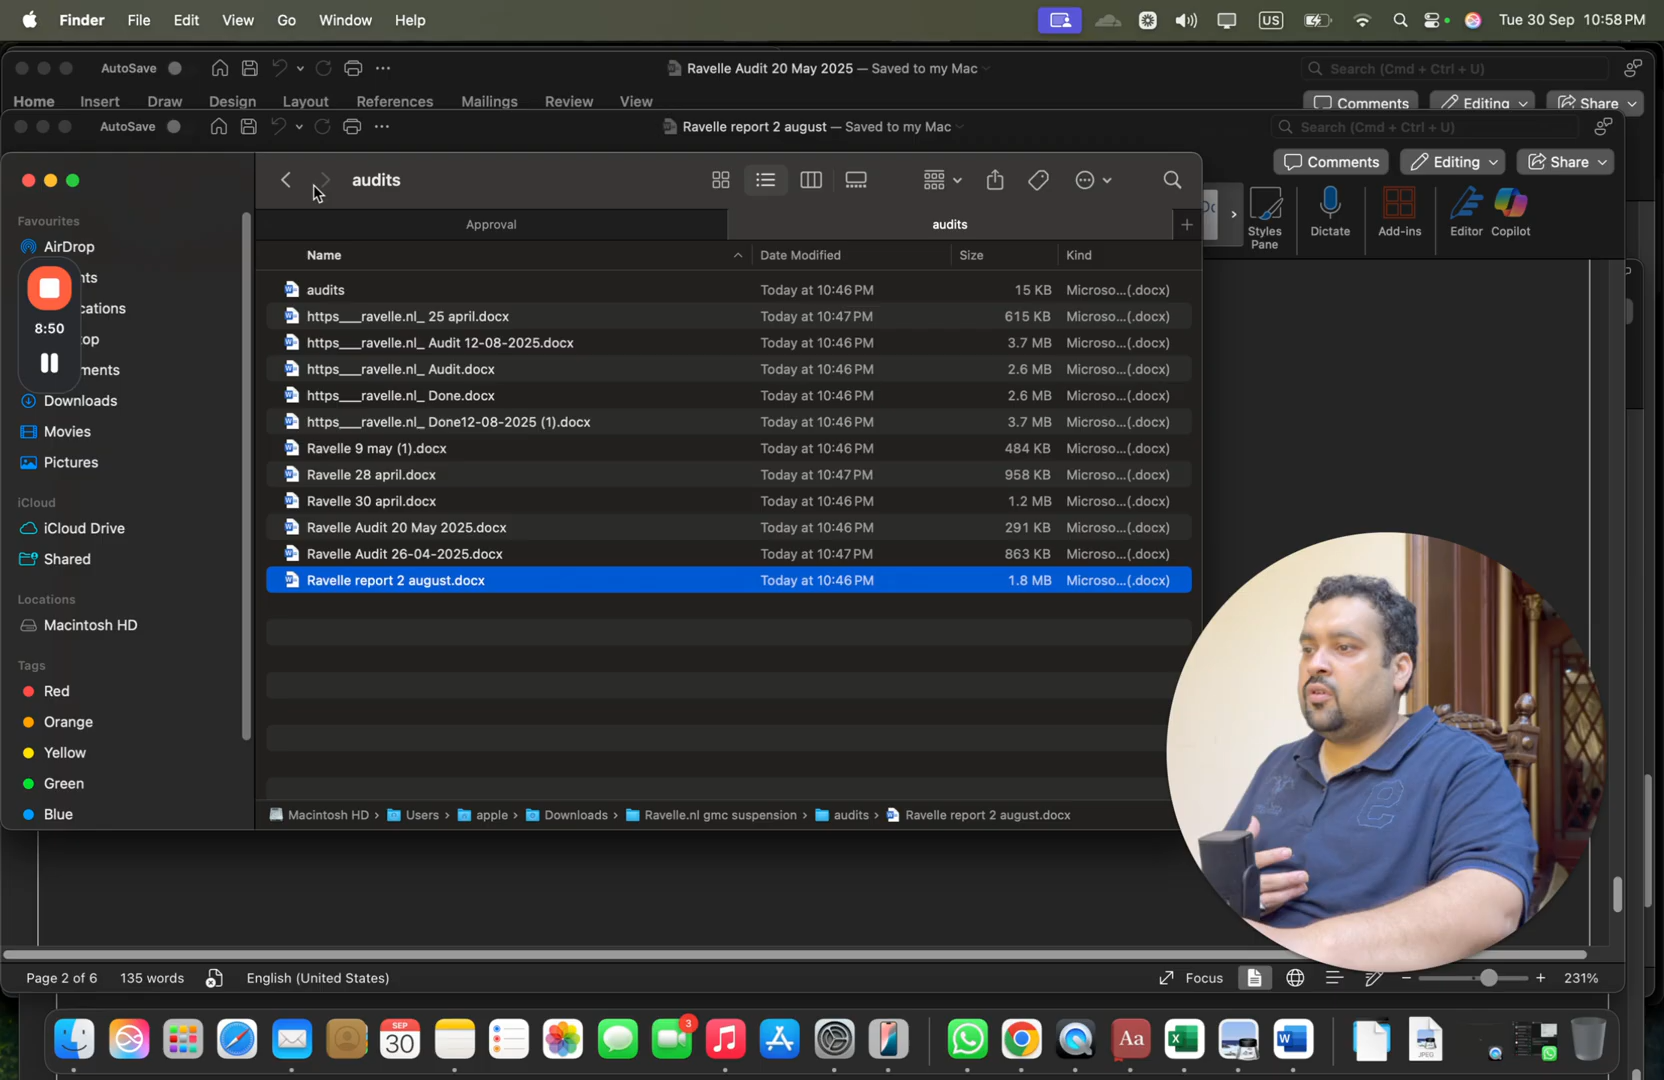 Finder File Edit View Go Window Help US Tue 30 Sep 10:58 PM
AutoSave Ravelle Audit 20 May 2025 — Saved to my Mac Search (Cmd + Ctrl + U)
Home Insert Draw Design Layout References Mailings Review View Comments Editing Share
AutoSave Ravelle report 2 august — Saved to my Mac Search (Cmd + Ctrl + U)
Comments Editing Share
audits
Styles Pane Dictate Add-ins Editor Copilot
Approval audits
Name Date Modified Size Kind
audits Today at 10:46 PM 15 KB Microso...(.docx)
https___ravelle.nl_ 25 april.docx Today at 10:47 PM 615 KB Microso...(.docx)
https___ravelle.nl_ Audit 12-08-2025.docx Today at 10:46 PM 3.7 MB Microso...(.docx)
https___ravelle.nl_ Audit.docx Today at 10:46 PM 2.6 MB Microso...(.docx)
https___ravelle.nl_ Done.docx Today at 10:46 PM 2.6 MB Microso...(.docx)
https___ravelle.nl_ Done12-08-2025 (1).docx Today at 10:46 PM 3.7 MB Microso...(.docx)
Ravelle 9 may (1).docx Today at 10:46 PM 484 KB Microso...(.docx)
Ravelle 28 april.docx Today at 10:47 PM 958 KB Microso...(.docx)
Ravelle 30 april.docx Today at 10:46 PM 1.2 MB Microso...(.docx)
Ravelle Audit 20 May 2025.docx Today at 10:46 PM 291 KB Microso...(.docx)
Ravelle Audit 26-04-2025.docx Today at 10:47 PM 863 KB Microso...(.docx)
Ravelle report 2 august.docx Today at 10:46 PM 1.8 MB Microso...(.docx)
Favourites
AirDrop
nts
cations
8:50
op
ments
Downloads
Movies
Pictures
iCloud
iCloud Drive
Shared
Locations
Macintosh HD
Tags
Red
Orange
Yellow
Green
Blue
Macintosh HD › Users › apple › Downloads › Ravelle.nl gmc suspension › audits › Ravelle report 2 august.docx
Page 2 of 6 135 words English (United States) Focus 231%
SEP
30
3
Aa
JPEG